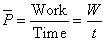 P̅ = Work/Time = W/t